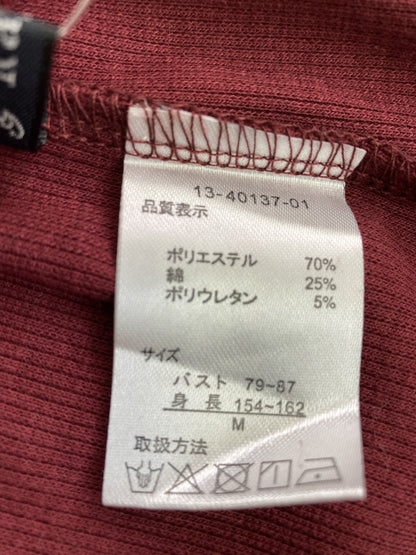 13-40137-01
品質表示
ポリエステル 70%
綿 25%
ポリウレタン 5%
サイズ
バスト 79~87
身長 154~162
M
取扱方法